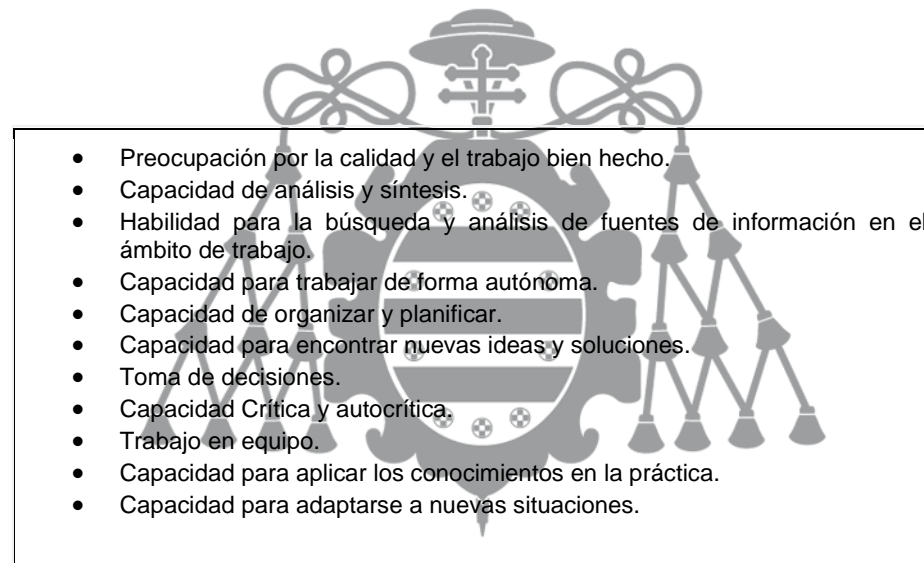 • Preocupación por la calidad y el trabajo bien hecho.
• Capacidad de análisis y síntesis.
• Habilidad para la búsqueda y análisis de fuentes de información en el
ámbito de trabajo.
• Capacidad para trabajar de forma autónoma.
• Capacidad de organizar y planificar.
• Capacidad para encontrar nuevas ideas y soluciones.
• Toma de decisiones.
• Capacidad Crítica y autocrítica.
• Trabajo en equipo.
• Capacidad para aplicar los conocimientos en la práctica.
• Capacidad para adaptarse a nuevas situaciones.